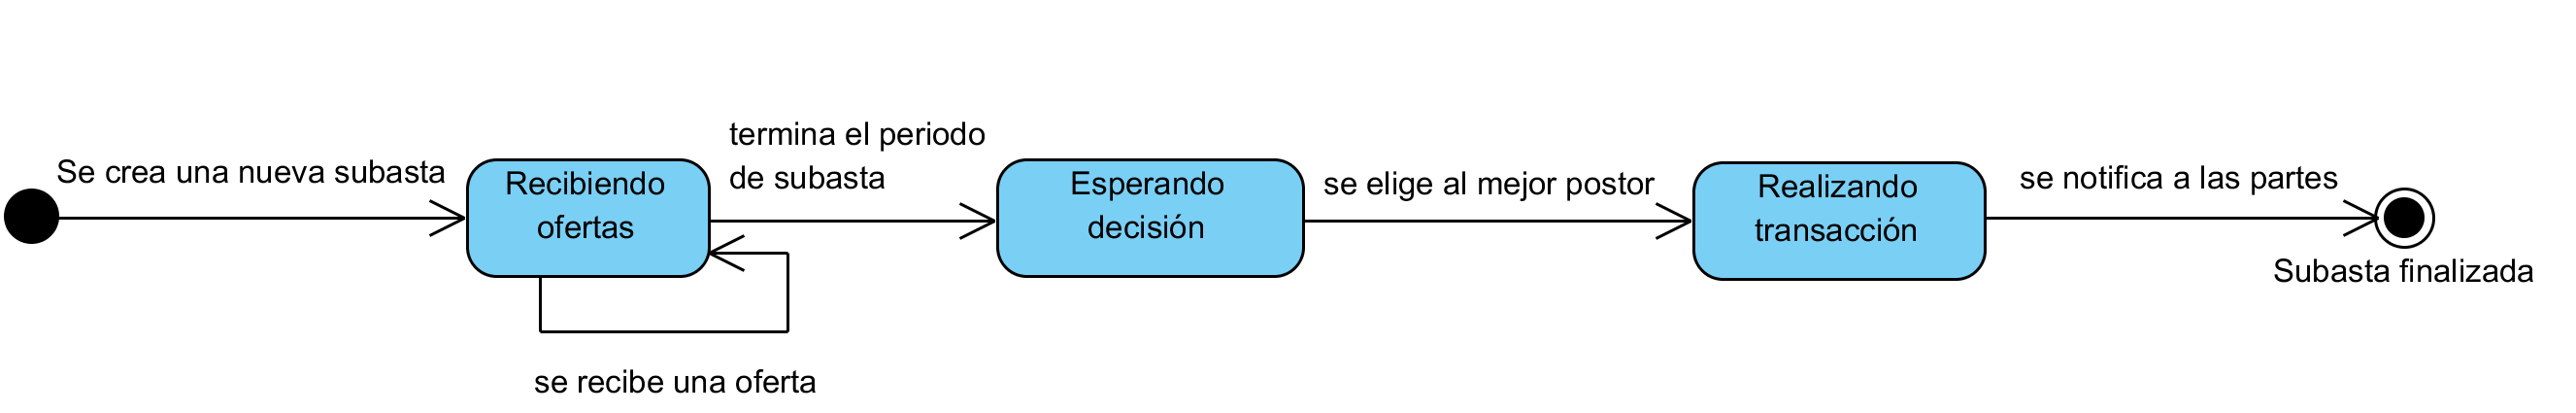 Se crea una nueva subasta
Recibiendo
ofertas
termina el periodo
de subasta
se recibe una oferta
Esperando
decisión
se elige al mejor postor
Realizando
transacción
se notifica a las partes
Subasta finalizada